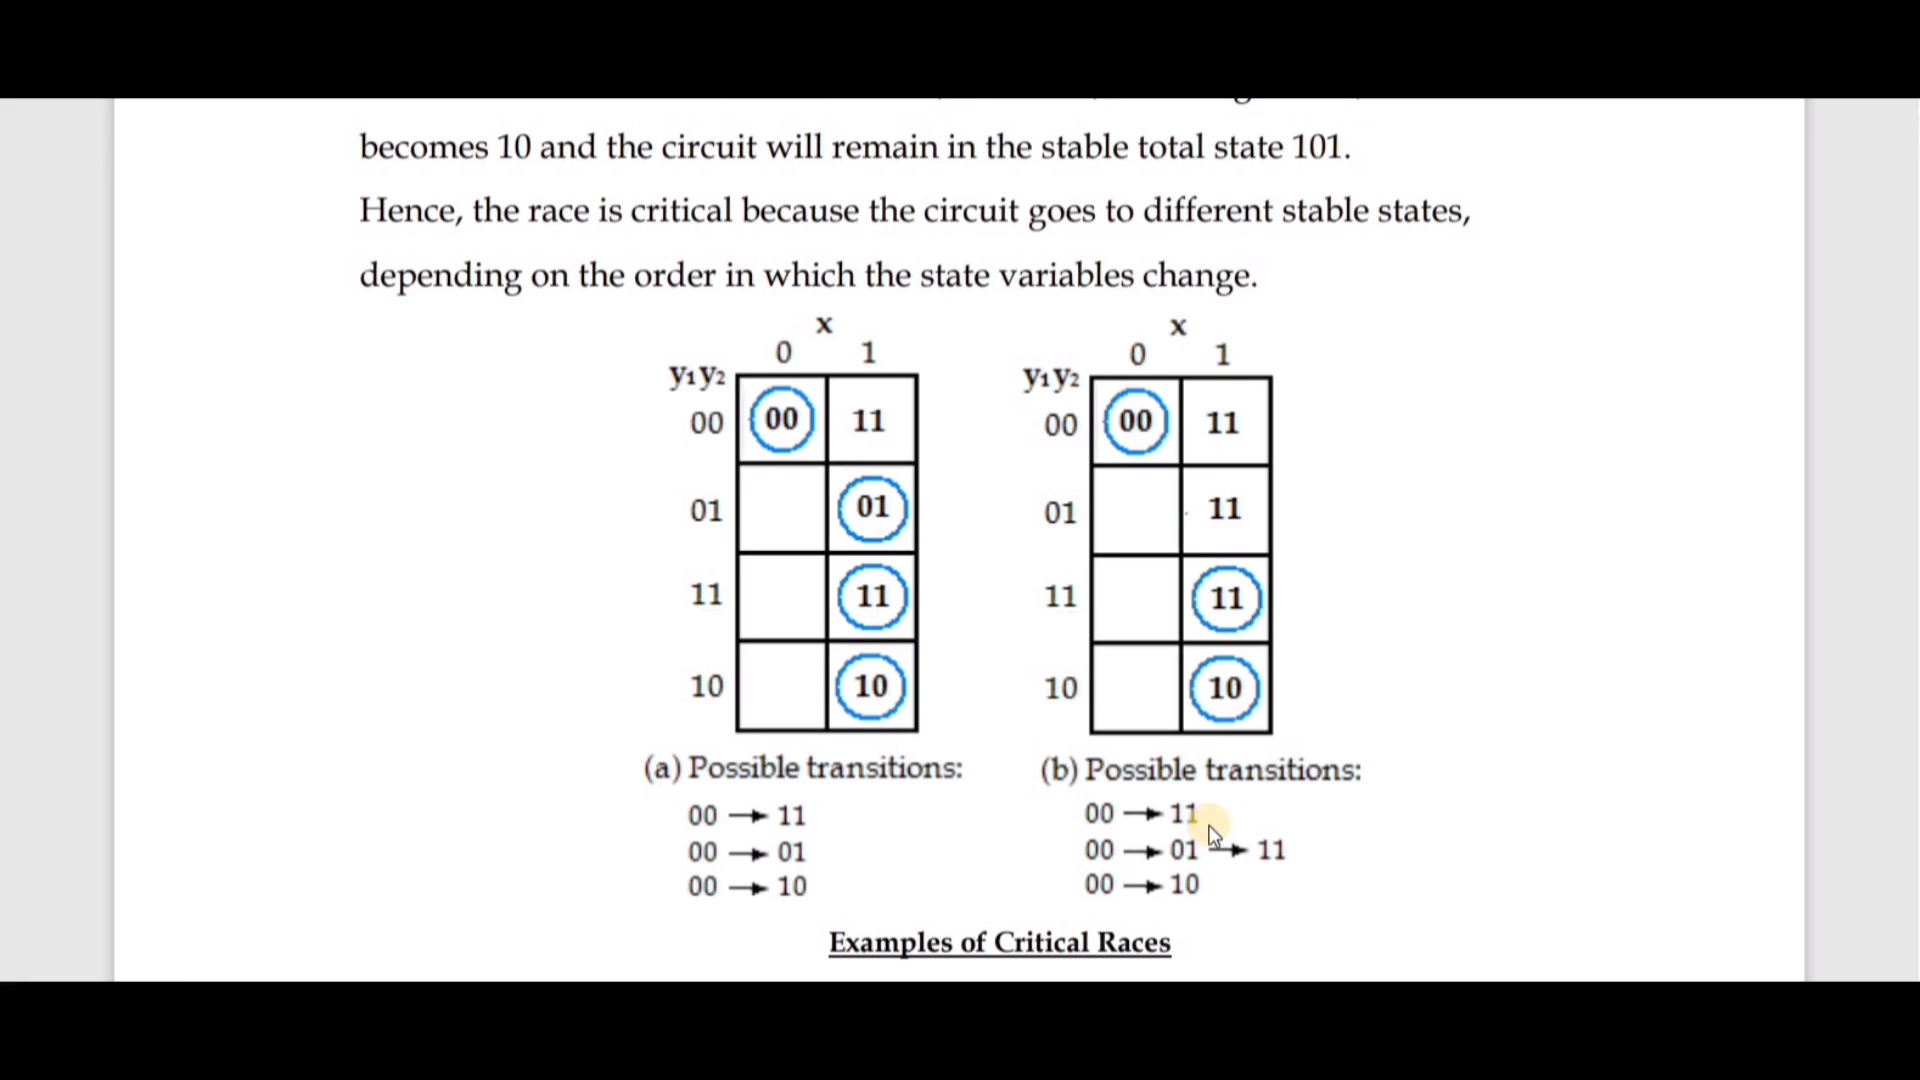 becomes 10 and the circuit will remain in the stable total state 101.
Hence, the race is critical because the circuit goes to different stable states,
depending on the order in which the state variables change.
x
0 1
y₁y₂
00 00 11
01 01
11 11
10 10
(a) Possible transitions:
00 → 11
00 → 01
00 → 10
x
0 1
y₁y₂
00 00 11
01 11
11 11
10 10
(b) Possible transitions:
00 → 11
00 → 01 → 11
00 → 10
Examples of Critical Races